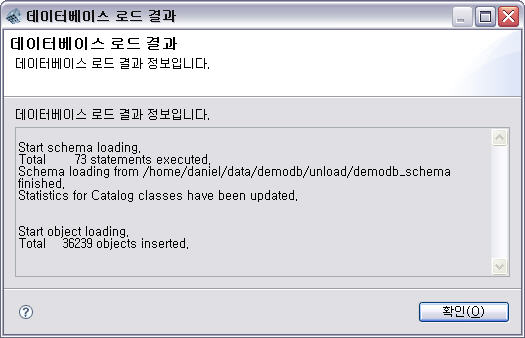 데이터베이스 로드 결과
데이터베이스 로드 결과
데이터베이스 로드 결과 정보입니다.
데이터베이스 로드 결과 정보입니다.
Start schema loading.
Total 73 statements executed.
Schema loading from /home/daniel/data/demodb/unload/demodb_schema
finished.
Statistics for Catalog classes have been updated.
Start object loading.
Total 36239 objects inserted.
확인(O)